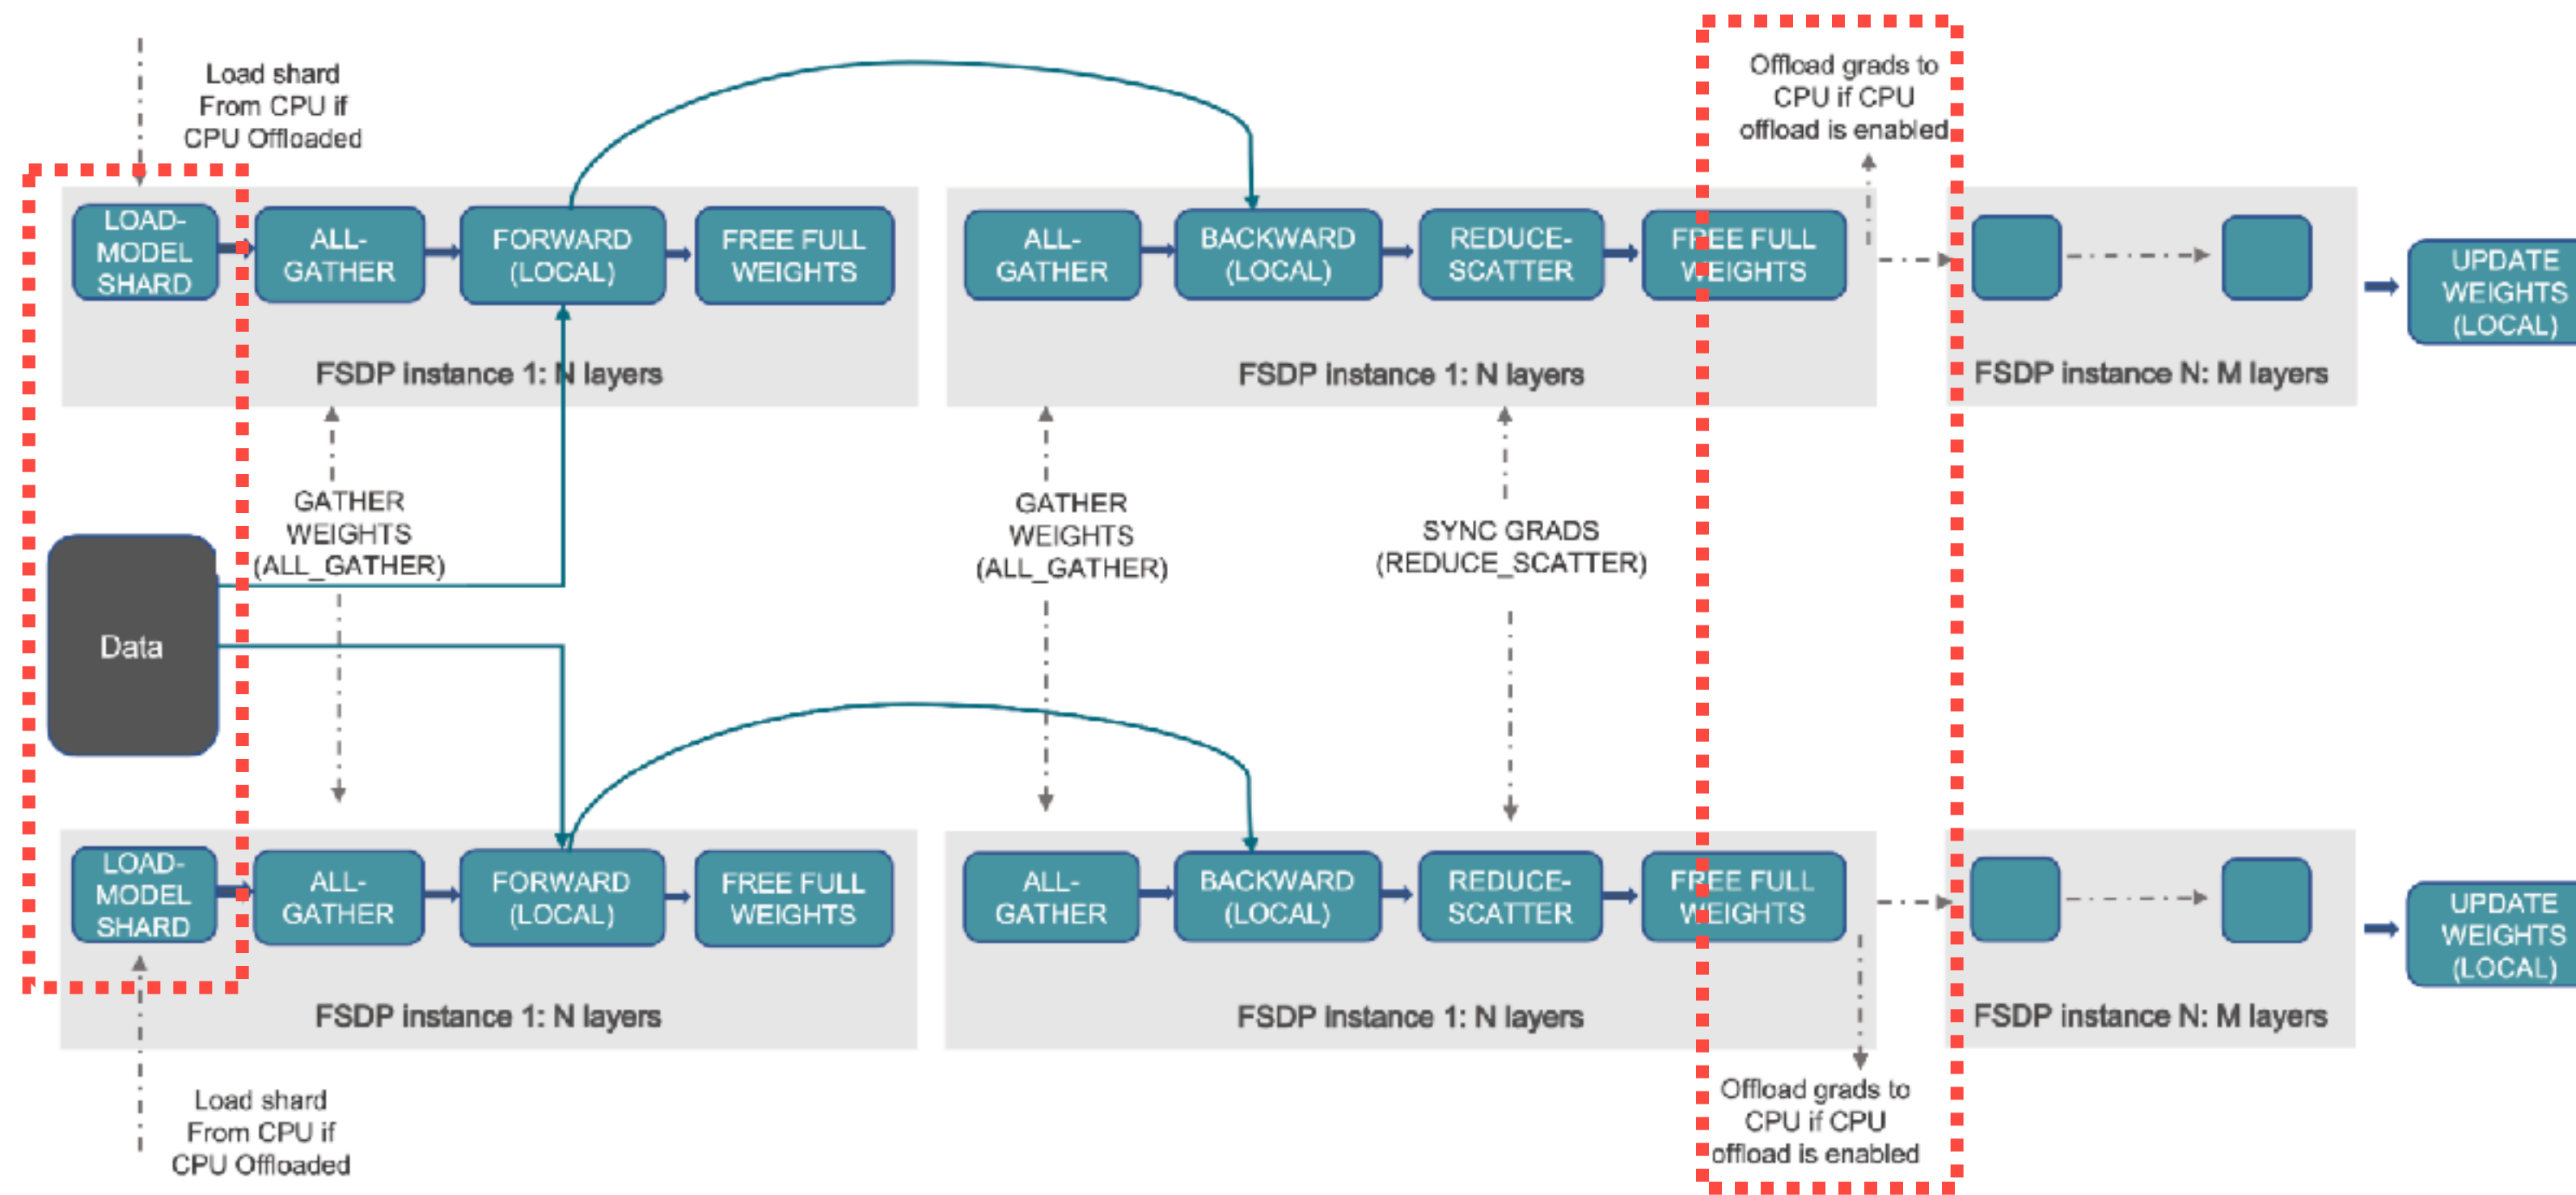 Load shard
From CPU if
CPU Offloaded
Offload grads to
CPU if CPU
offload is enabled
LOAD-
MODEL
SHARD
ALL-
GATHER
FORWARD
(LOCAL)
FREE FULL
WEIGHTS
ALL-
GATHER
BACKWARD
(LOCAL)
REDUCE-
SCATTER
FREE FULL
WEIGHTS
UPDATE
WEIGHTS
(LOCAL)
FSDP instance 1: N layers
FSDP instance 1: N layers
FSDP instance N: M layers
GATHER
WEIGHTS
(ALL_GATHER)
GATHER
WEIGHTS
(ALL_GATHER)
SYNC GRADS
(REDUCE_SCATTER)
Data
LOAD-
MODEL
SHARD
ALL-
GATHER
FORWARD
(LOCAL)
FREE FULL
WEIGHTS
ALL-
GATHER
BACKWARD
(LOCAL)
REDUCE-
SCATTER
FREE FULL
WEIGHTS
UPDATE
WEIGHTS
(LOCAL)
FSDP instance 1: N layers
FSDP instance 1: N layers
FSDP instance N: M layers
Load shard
From CPU if
CPU Offloaded
Offload grads to
CPU if CPU
offload is enabled